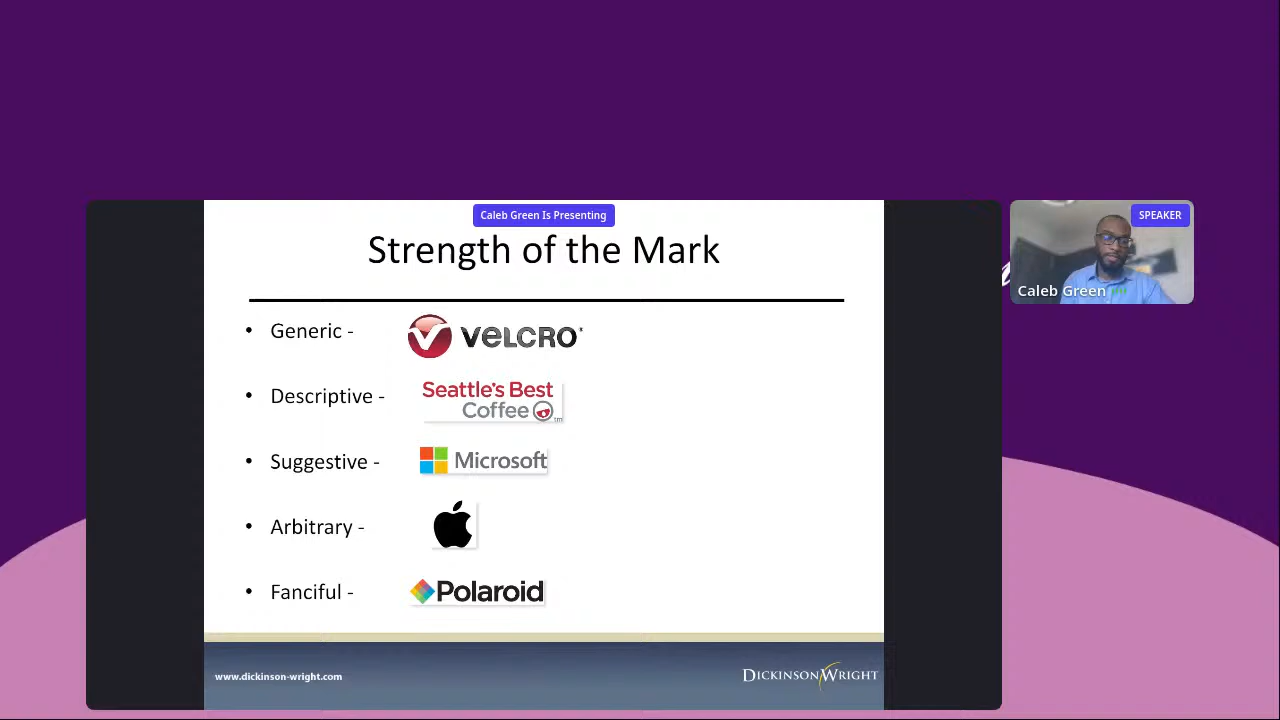 Caleb Green Is Presenting
SPEAKER
Strength of the Mark
Caleb Green
• Generic - VELCRO
• Descriptive - Seattle's Best
Coffee TM
• Suggestive - Microsoft
• Arbitrary -
• Fanciful - Polaroid
www.dickinson-wright.com
DICKINSON WRIGHT